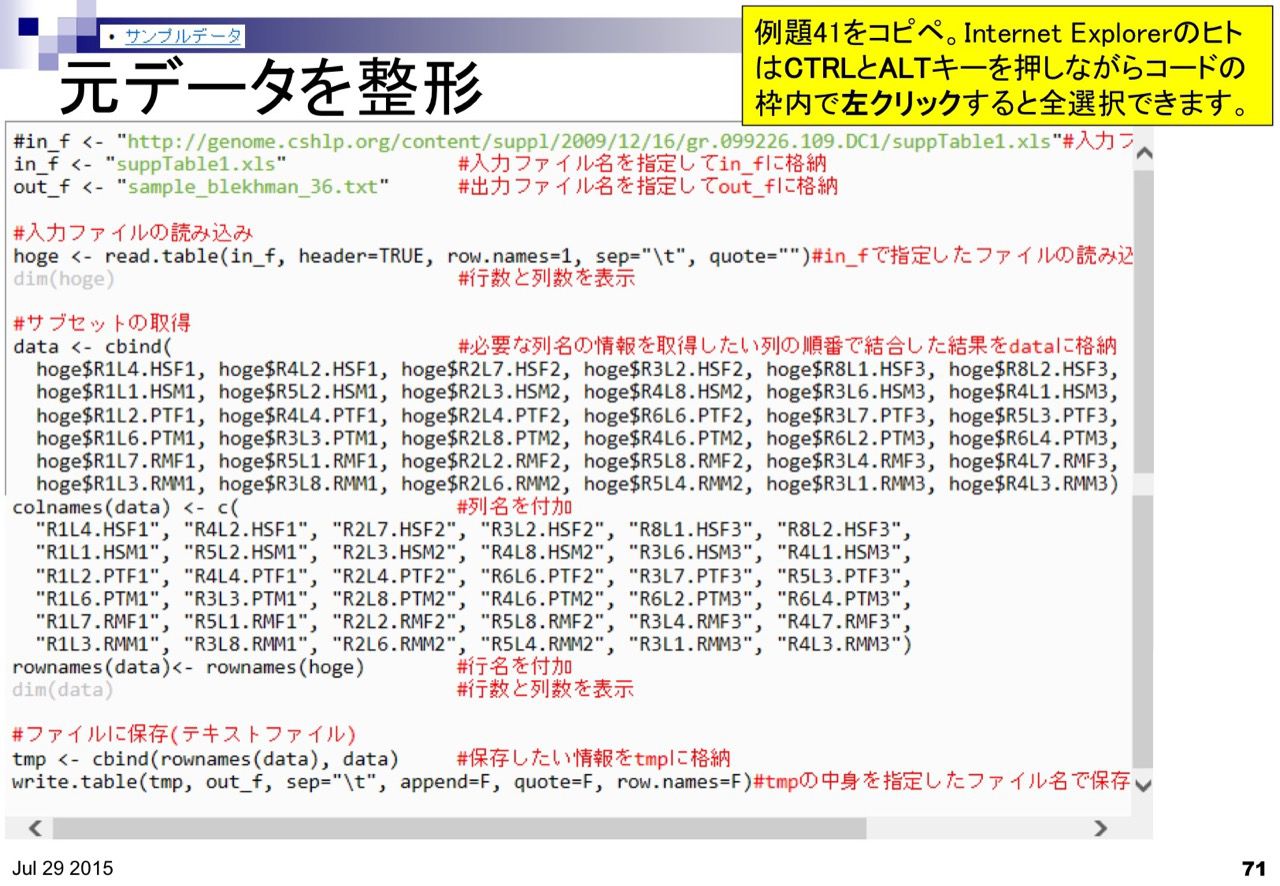 • サンプルデータ
元データを整形
例題41をコピペ。Internet Explorerのヒト
はCTRLとALTキーを押しながらコードの
枠内で左クリックすると全選択できます。
#in_f <- "http://genome.cshlp.org/content/suppl/2009/12/16/gr.099226.109.DC1/suppTable1.xls"#入力フ
in_f <- "suppTable1.xls" #入力ファイル名を指定してin_fに格納
out_f <- "sample_blekhman_36.txt" #出力ファイル名を指定してout_fに格納
#入力ファイルの読み込み
hoge <- read.table(in_f, header=TRUE, row.names=1, sep="\t", quote="")#in_fで指定したファイルの読み込
dim(hoge) #行数と列数を表示
#サブセットの取得
data <- cbind( #必要な列名の情報を取得したい列の順番で結合した結果をdataに格納
hoge$R1L4.HSF1, hoge$R4L2.HSF1, hoge$R2L7.HSF2, hoge$R3L2.HSF2, hoge$R8L1.HSF3, hoge$R8L2.HSF3,
hoge$R1L1.HSM1, hoge$R5L2.HSM1, hoge$R2L3.HSM2, hoge$R4L8.HSM2, hoge$R3L6.HSM3, hoge$R4L1.HSM3,
hoge$R1L2.PTF1, hoge$R4L4.PTF1, hoge$R2L4.PTF2, hoge$R6L6.PTF2, hoge$R3L7.PTF3, hoge$R5L3.PTF3,
hoge$R1L6.PTM1, hoge$R3L3.PTM1, hoge$R2L8.PTM2, hoge$R4L6.PTM2, hoge$R6L2.PTM3, hoge$R6L4.PTM3,
hoge$R1L7.RMF1, hoge$R5L1.RMF1, hoge$R2L2.RMF2, hoge$R5L8.RMF2, hoge$R3L4.RMF3, hoge$R4L7.RMF3,
hoge$R1L3.RMM1, hoge$R3L8.RMM1, hoge$R2L6.RMM2, hoge$R5L4.RMM2, hoge$R3L1.RMM3, hoge$R4L3.RMM3)
colnames(data) <- c( #列名を付加
"R1L4.HSF1", "R4L2.HSF1", "R2L7.HSF2", "R3L2.HSF2", "R8L1.HSF3", "R8L2.HSF3",
"R1L1.HSM1", "R5L2.HSM1", "R2L3.HSM2", "R4L8.HSM2", "R3L6.HSM3", "R4L1.HSM3",
"R1L2.PTF1", "R4L4.PTF1", "R2L4.PTF2", "R6L6.PTF2", "R3L7.PTF3", "R5L3.PTF3",
"R1L6.PTM1", "R3L3.PTM1", "R2L8.PTM2", "R4L6.PTM2", "R6L2.PTM3", "R6L4.PTM3",
"R1L7.RMF1", "R5L1.RMF1", "R2L2.RMF2", "R5L8.RMF2", "R3L4.RMF3", "R4L7.RMF3",
"R1L3.RMM1", "R3L8.RMM1", "R2L6.RMM2", "R5L4.RMM2", "R3L1.RMM3", "R4L3.RMM3")
rownames(data)<- rownames(hoge) #行名を付加
dim(data) #行数と列数を表示
#ファイルに保存(テキストファイル)
tmp <- cbind(rownames(data), data) #保存したい情報をtmpに格納
write.table(tmp, out_f, sep="\t", append=F, quote=F, row.names=F)#tmpの中身を指定したファイル名で保存
Jul 29 2015
71